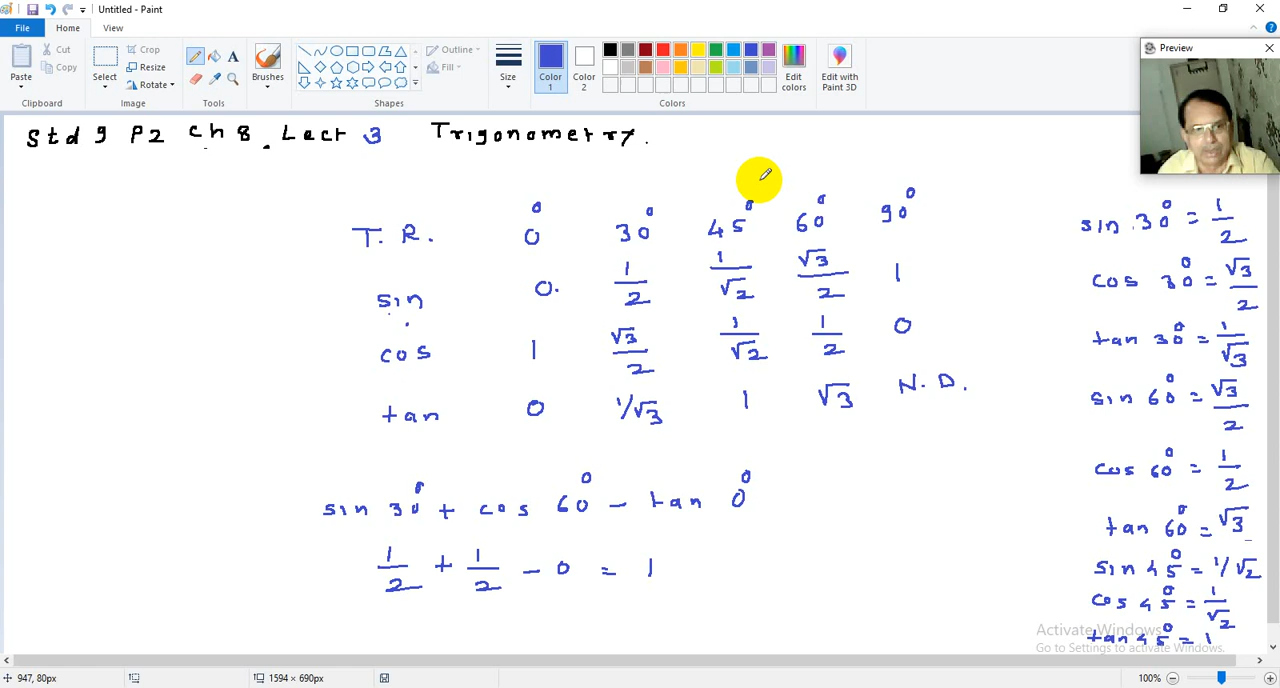 Untitled - Paint
File Home View
Paste Cut Copy Select Crop Resize Rotate Brushes Outline Fill Size Color 1 Color 2 Edit colors Edit with Paint 3D
Clipboard Image Tools Shapes Colors
Preview
Std 9 P2 ch 8. Lect 3 Trigonometry.
T. R. 0° 30° 45° 60° 90°
sin 0. 1/2 1/√2 √3/2 1
cos 1 √3/2 1/√2 1/2 0
tan 0 1/√3 1 √3 N. D.
sin 30° + cos 60° - tan 0°
1/2 + 1/2 - 0 = 1
sin 30° = 1/2
cos 30° = √3/2
tan 30° = 1/√3
sin 60° = √3/2
cos 60° = 1/2
tan 60° = √3
sin 45° = 1/√2
cos 45° = 1/√2
tan 45° = 1
Activate Windows
Go to Settings to activate Windows.
947, 80px 1594 × 690px 100%